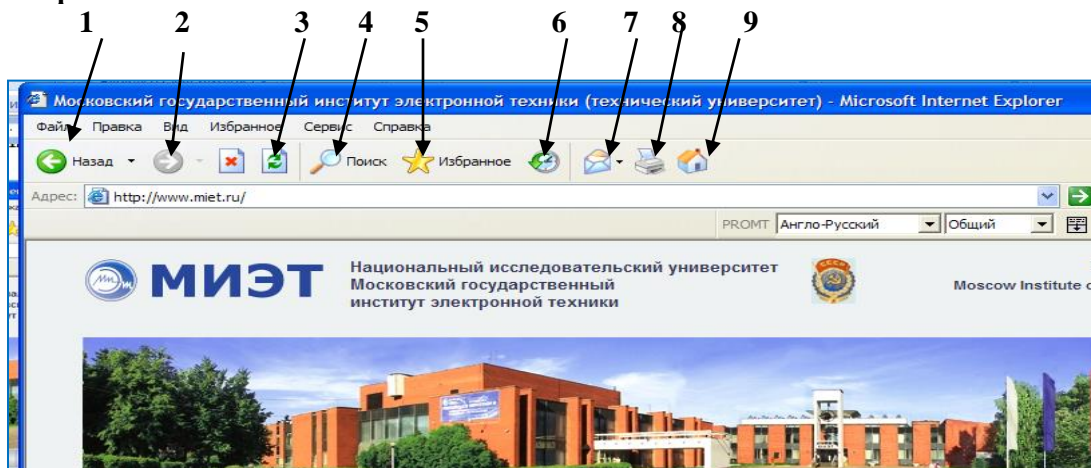 1 2 3 4 5 6 7 8 9
Московский государственный институт электронной техники (технический университет) - Microsoft Internet Explorer
Файл Правка Вид Избранное Сервис Справка
Назад Поиск Избранное
Адрес: http://www.miet.ru/
PROMT Англо-Русский Общий
МИЭТ
Национальный исследовательский университет
Московский государственный
институт электронной техники
СССР
Moscow Institute